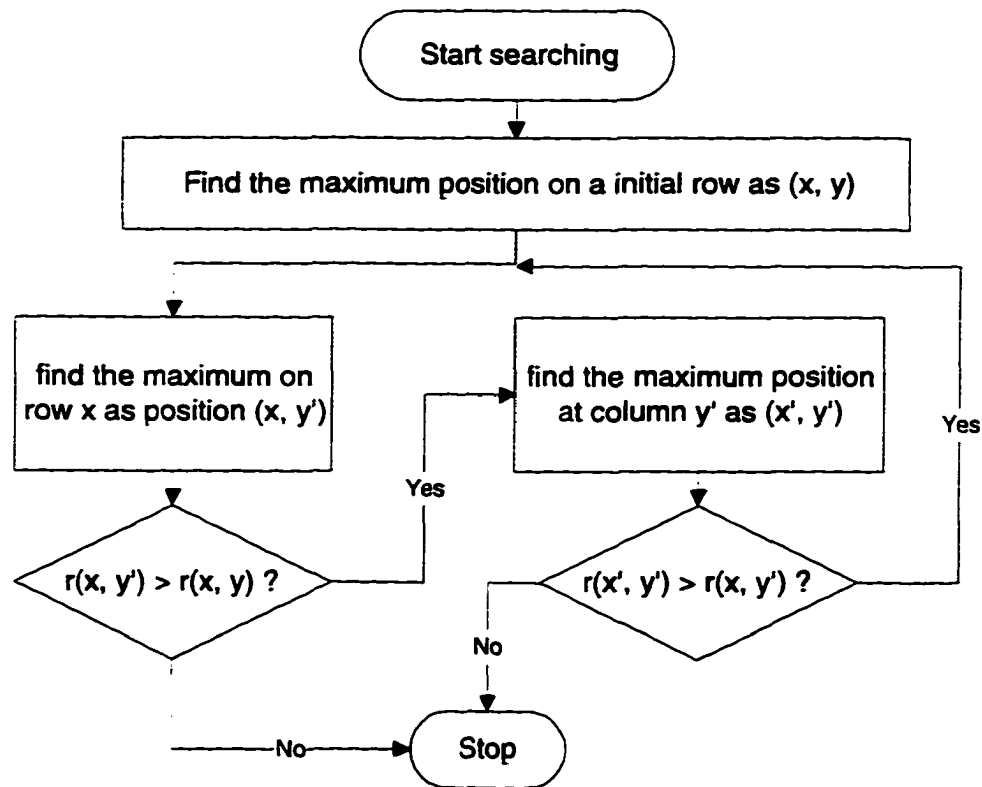 Start searching
Find the maximum position on a initial row as (x, y)
find the maximum on
row x as position (x, y')
find the maximum position
at column y' as (x', y')
Yes
Yes
r(x, y') > r(x, y) ?
r(x', y') > r(x, y') ?
No
No
Stop